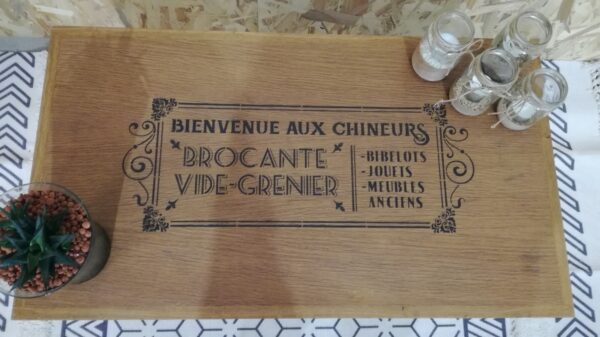 BIENVENUE AUX CHINEURS
BROCANTE
VIDE-GRENIER
-BIBELOTS
-JOUETS
-MEUBLES
ANCIENS